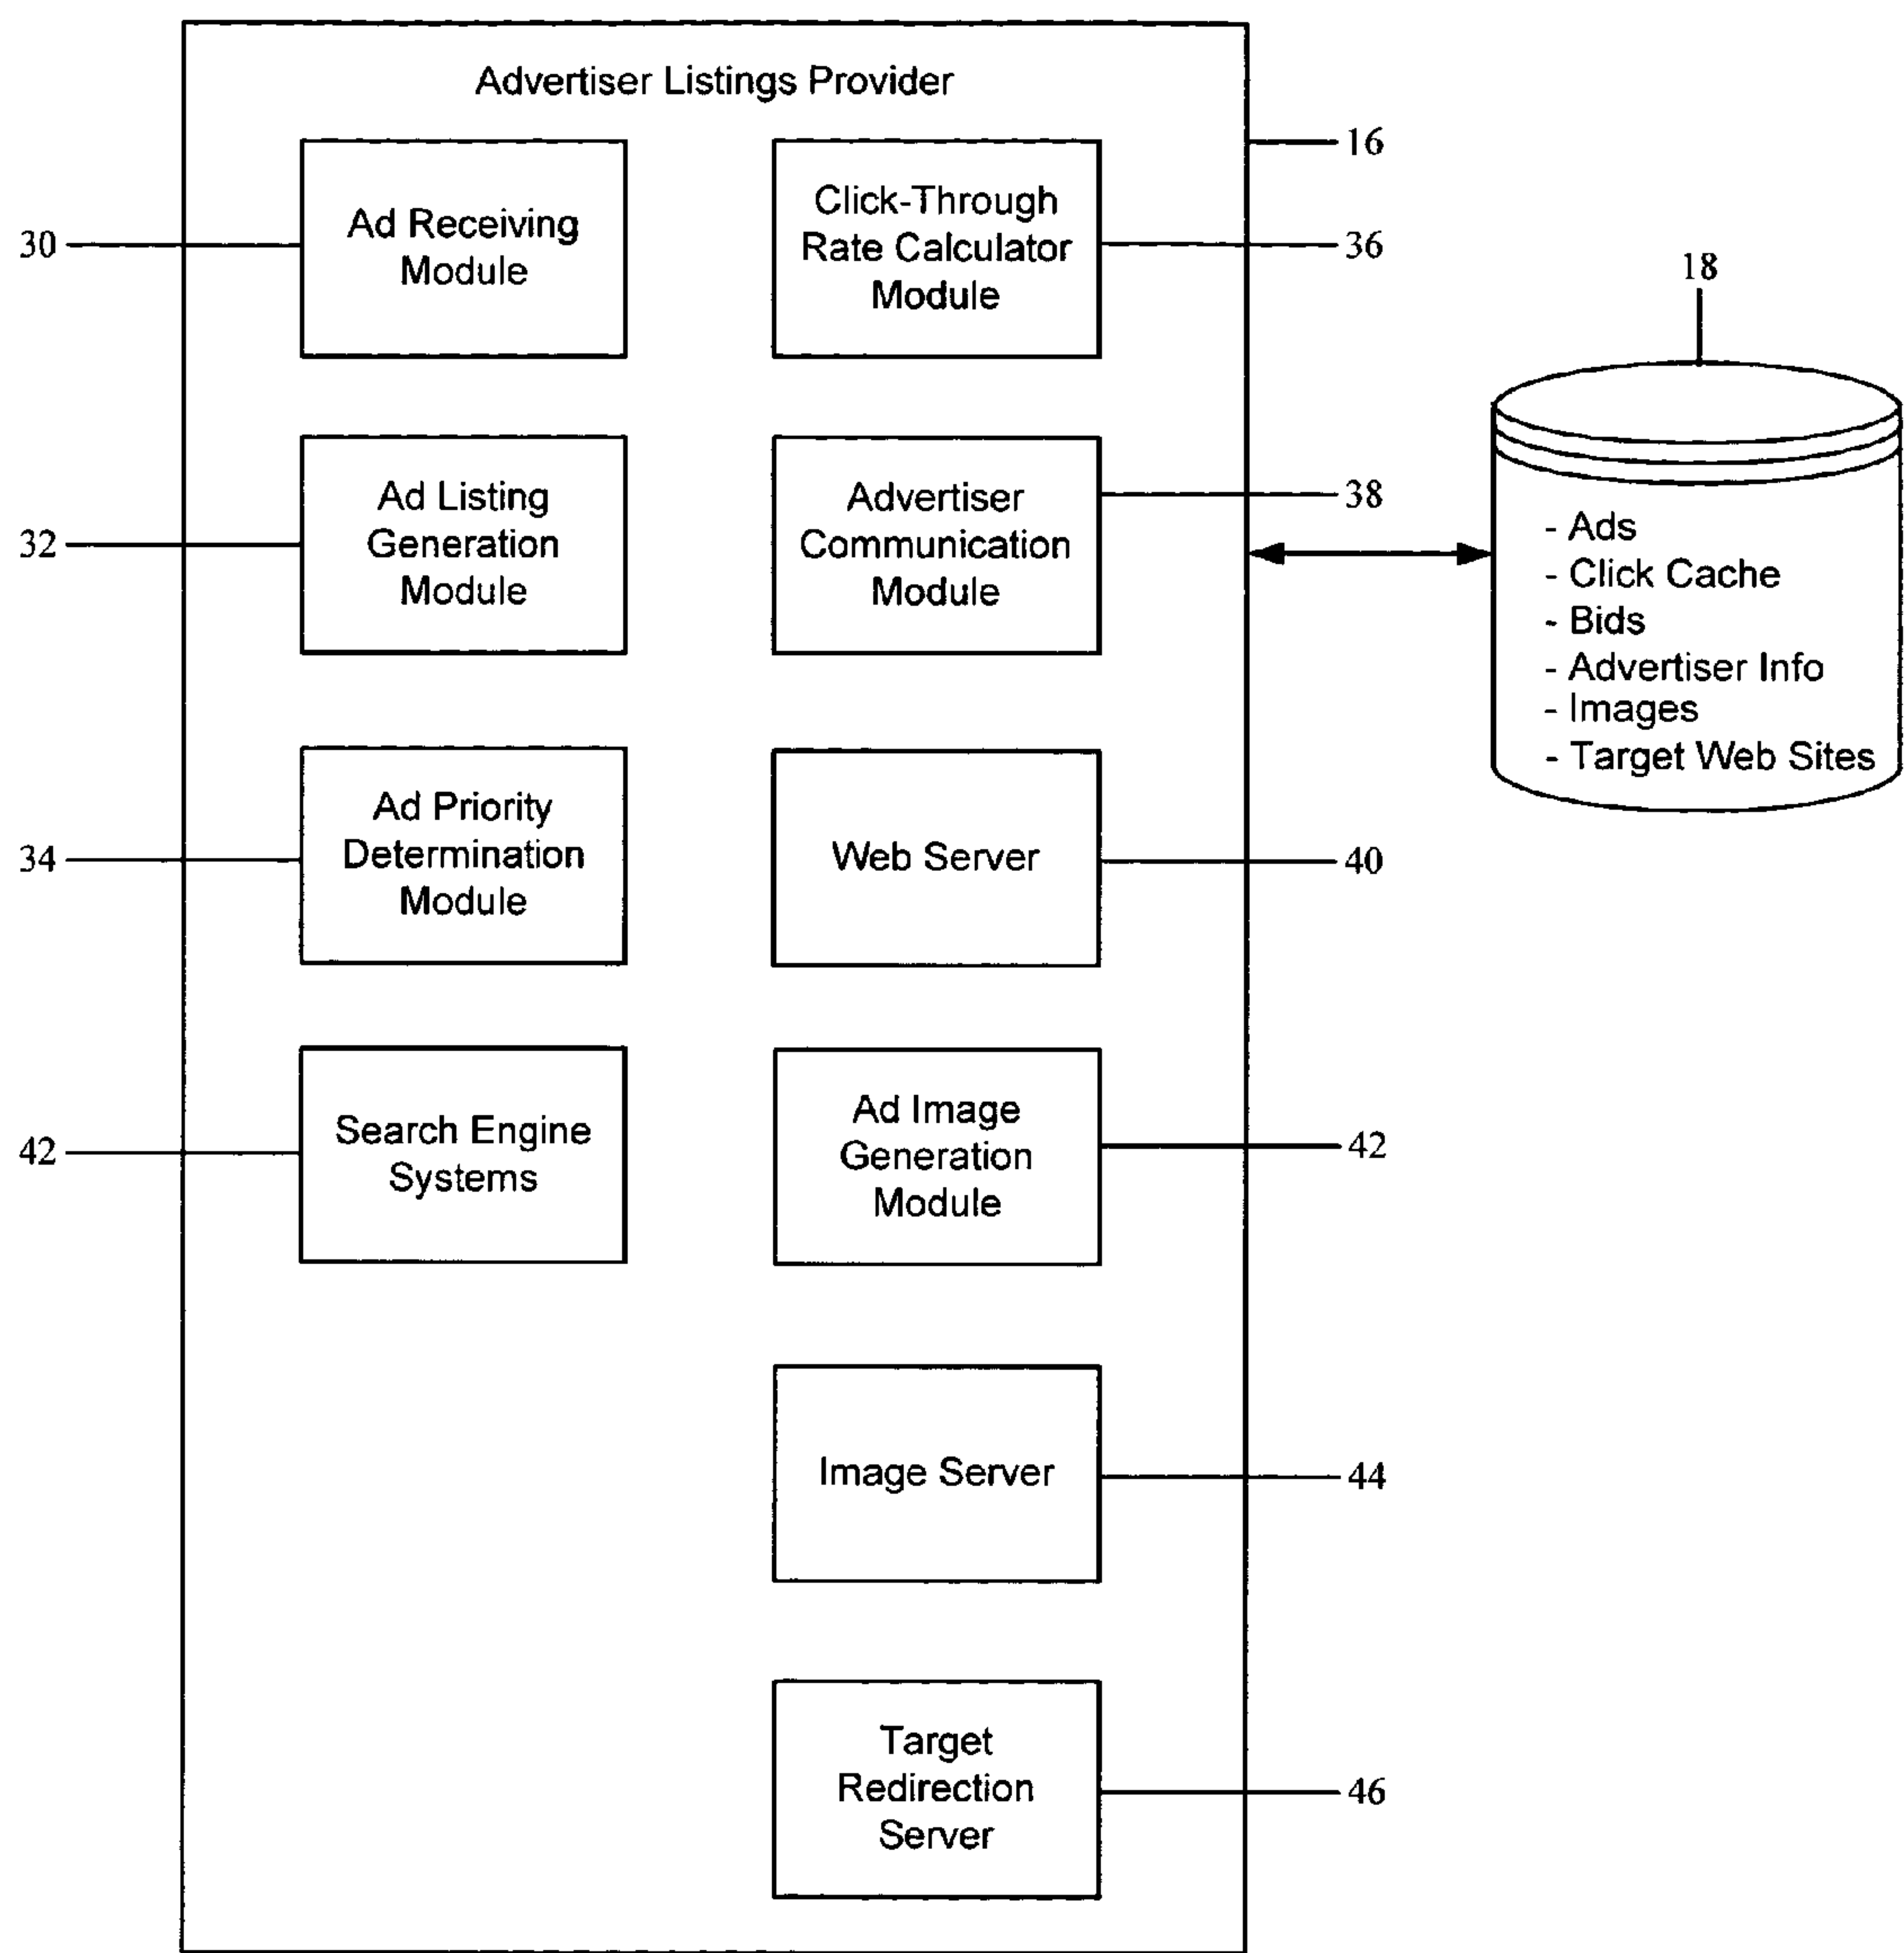 Advertiser Listings Provider
16
30
Ad Receiving
Module
Click-Through
Rate Calculator
Module
36
18
32
Ad Listing
Generation
Module
Advertiser
Communication
Module
38
- Ads
- Click Cache
- Bids
- Advertiser Info
- Images
- Target Web Sites
34
Ad Priority
Determination
Module
Web Server
40
42
Search Engine
Systems
Ad Image
Generation
Module
42
Image Server
44
Target
Redirection
Server
46